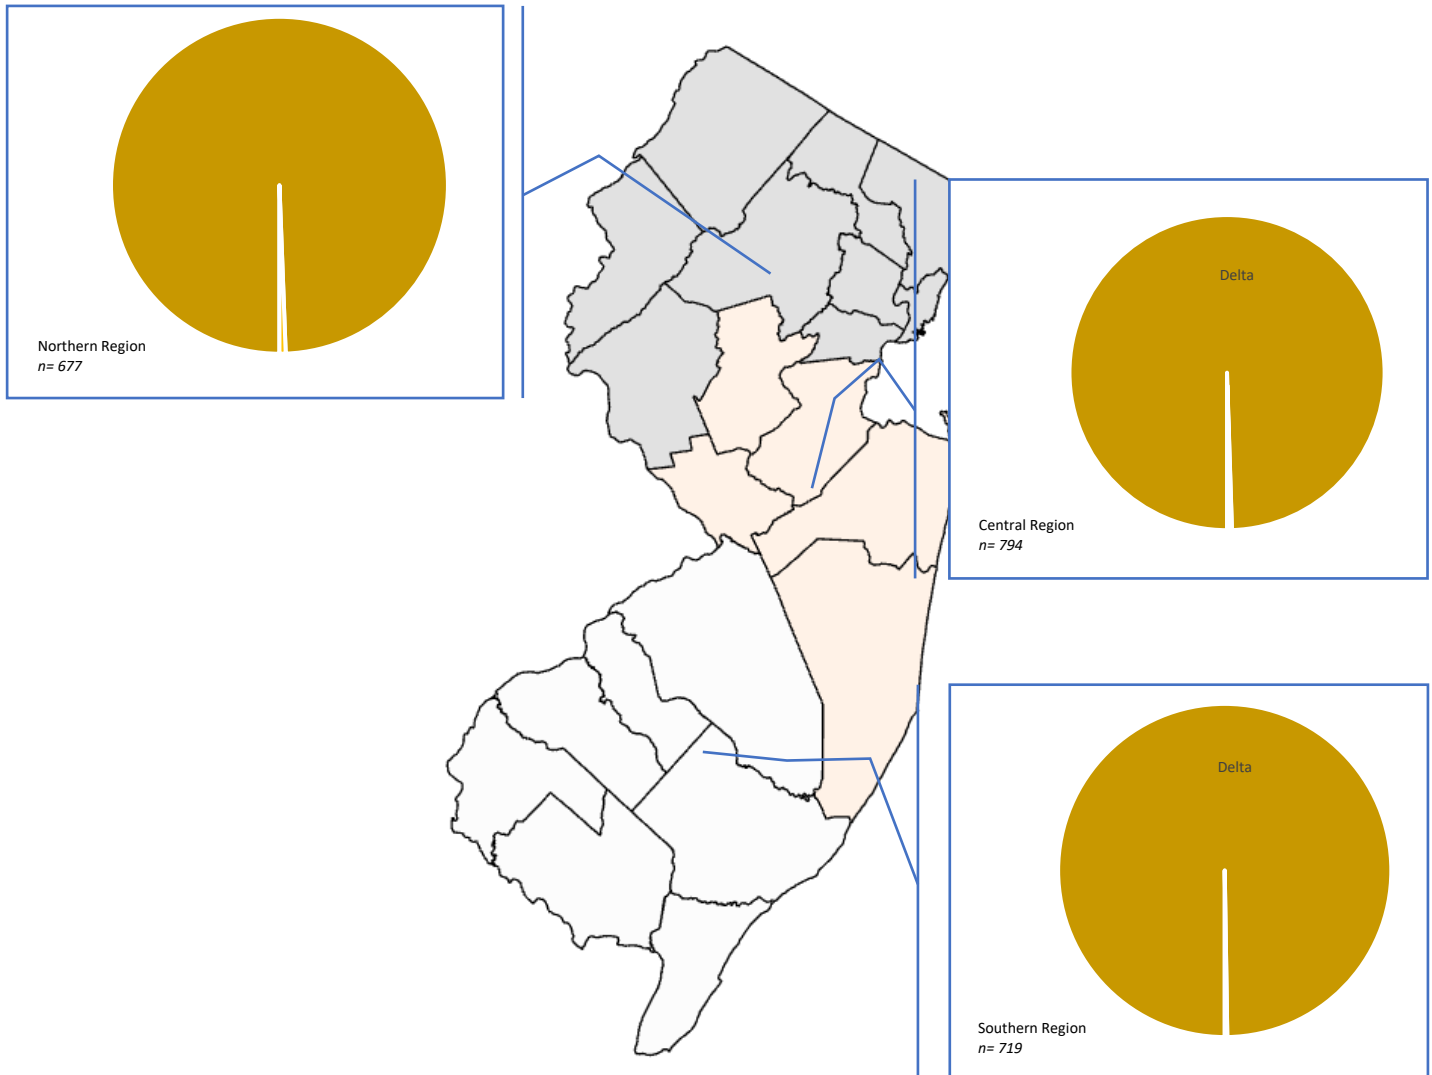 Northern Region
n= 677
Delta
Central Region
n= 794
Delta
Southern Region
n= 719